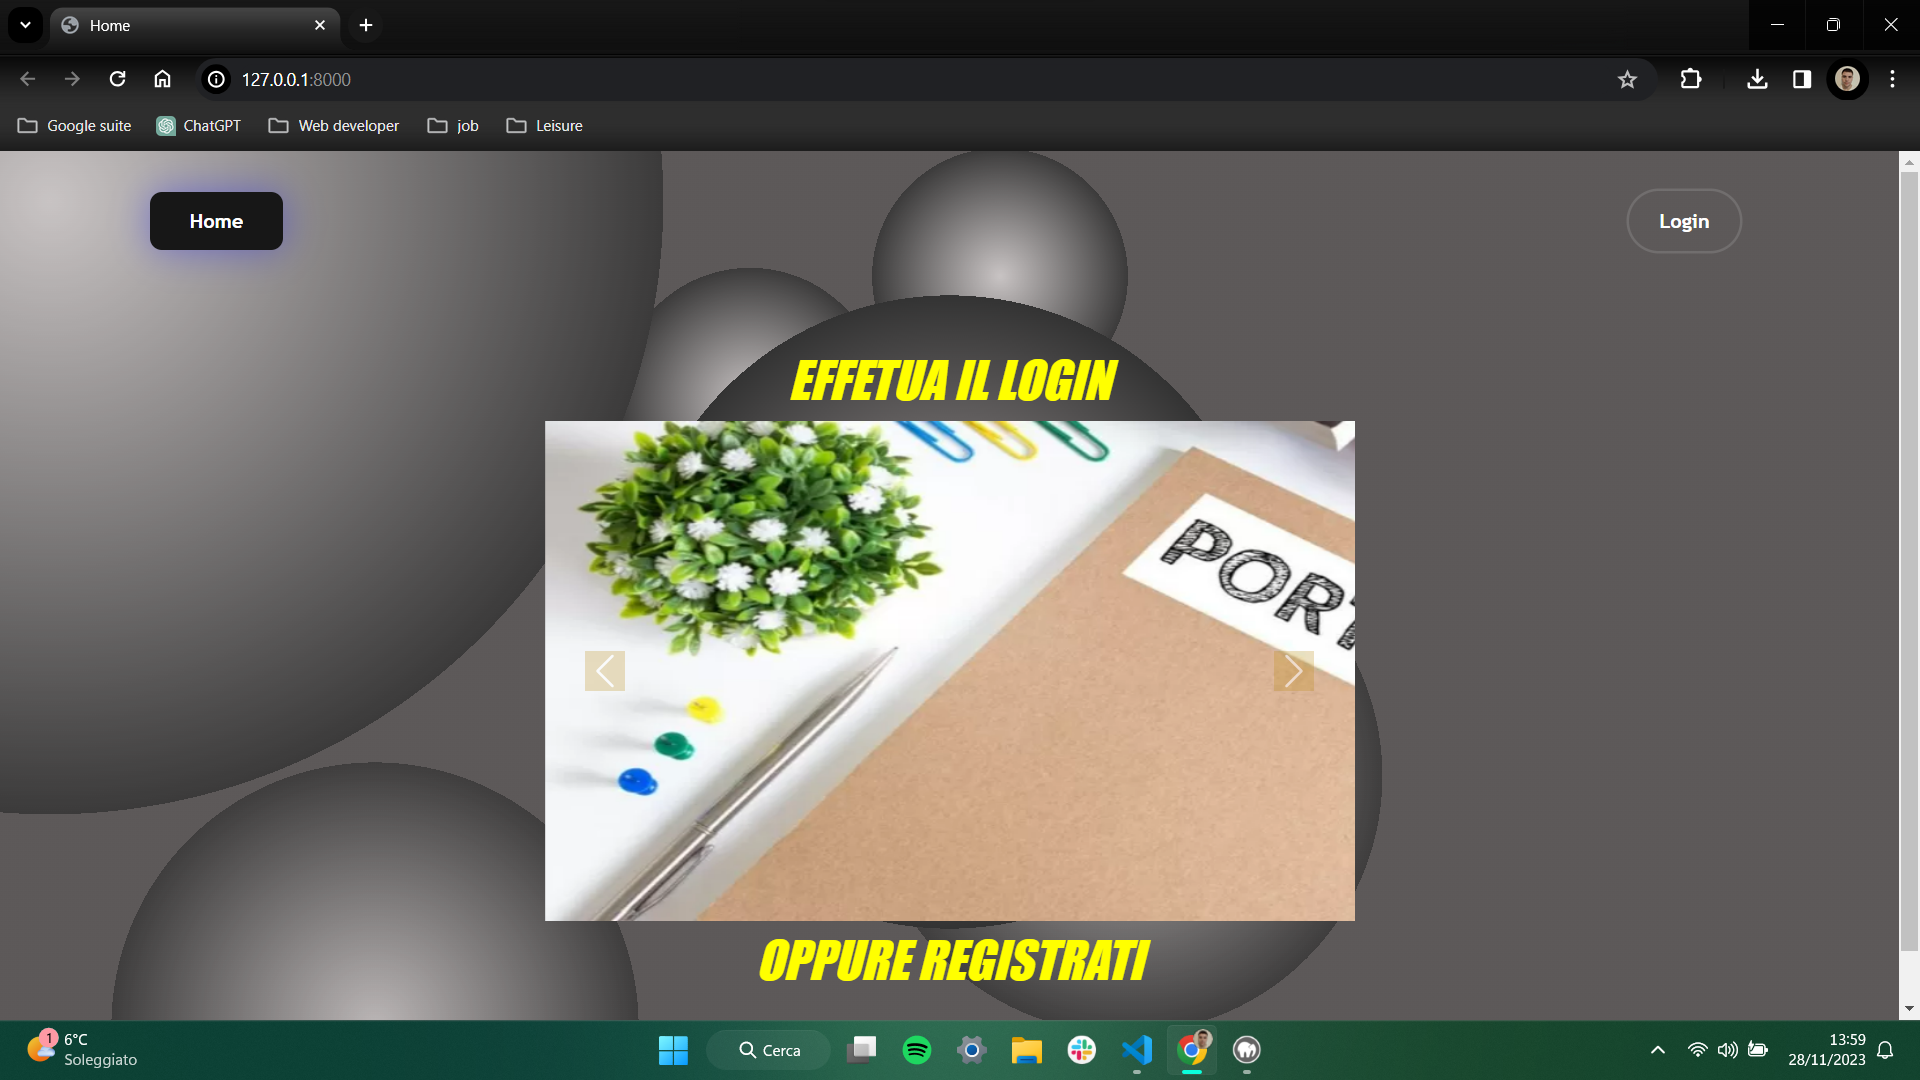 Home
127.0.0.1:8000
Google suite
ChatGPT
Web developer
job
Leisure
Home
Login
EFFETUA IL LOGIN
PORT
OPPURE REGISTRATI
1
6°C
Soleggiato
Cerca
13:59
28/11/2023